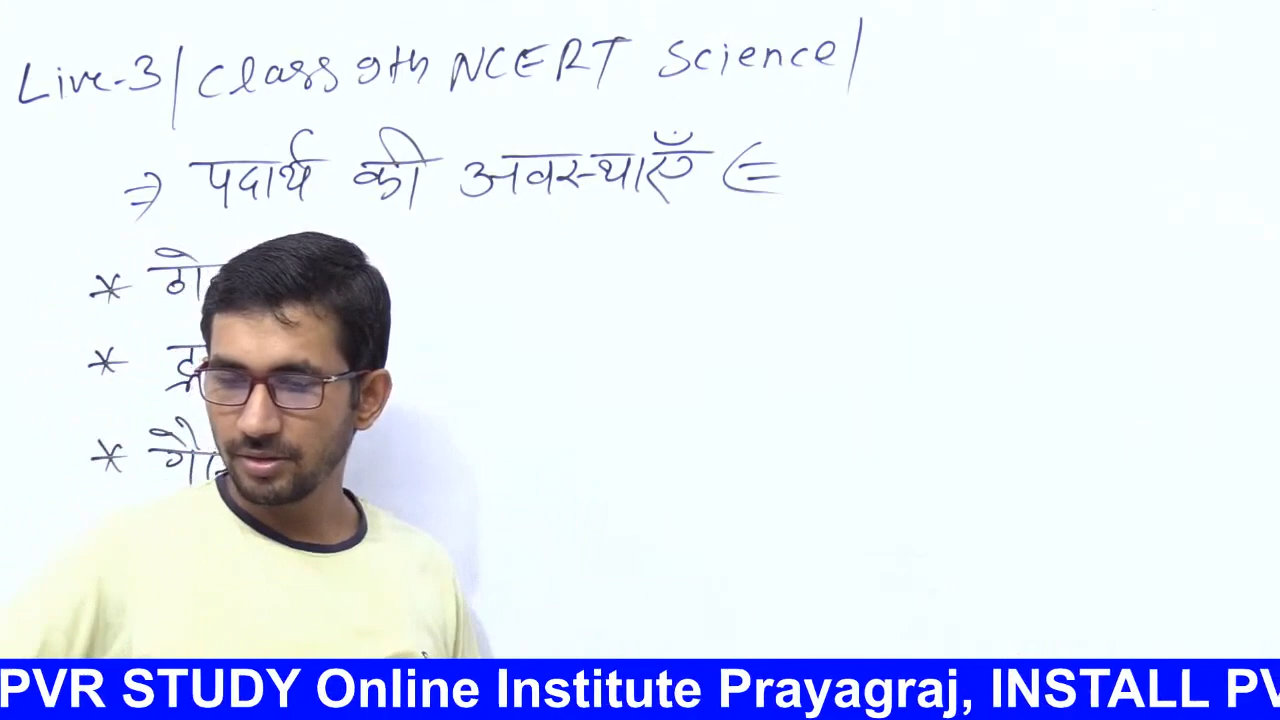 Live-3/Class 9th NCERT Science/
⇒ पदार्थ की अवस्थाएँ ⋐
*
*
*
PVR STUDY Online Institute Prayagraj, INSTALL PV